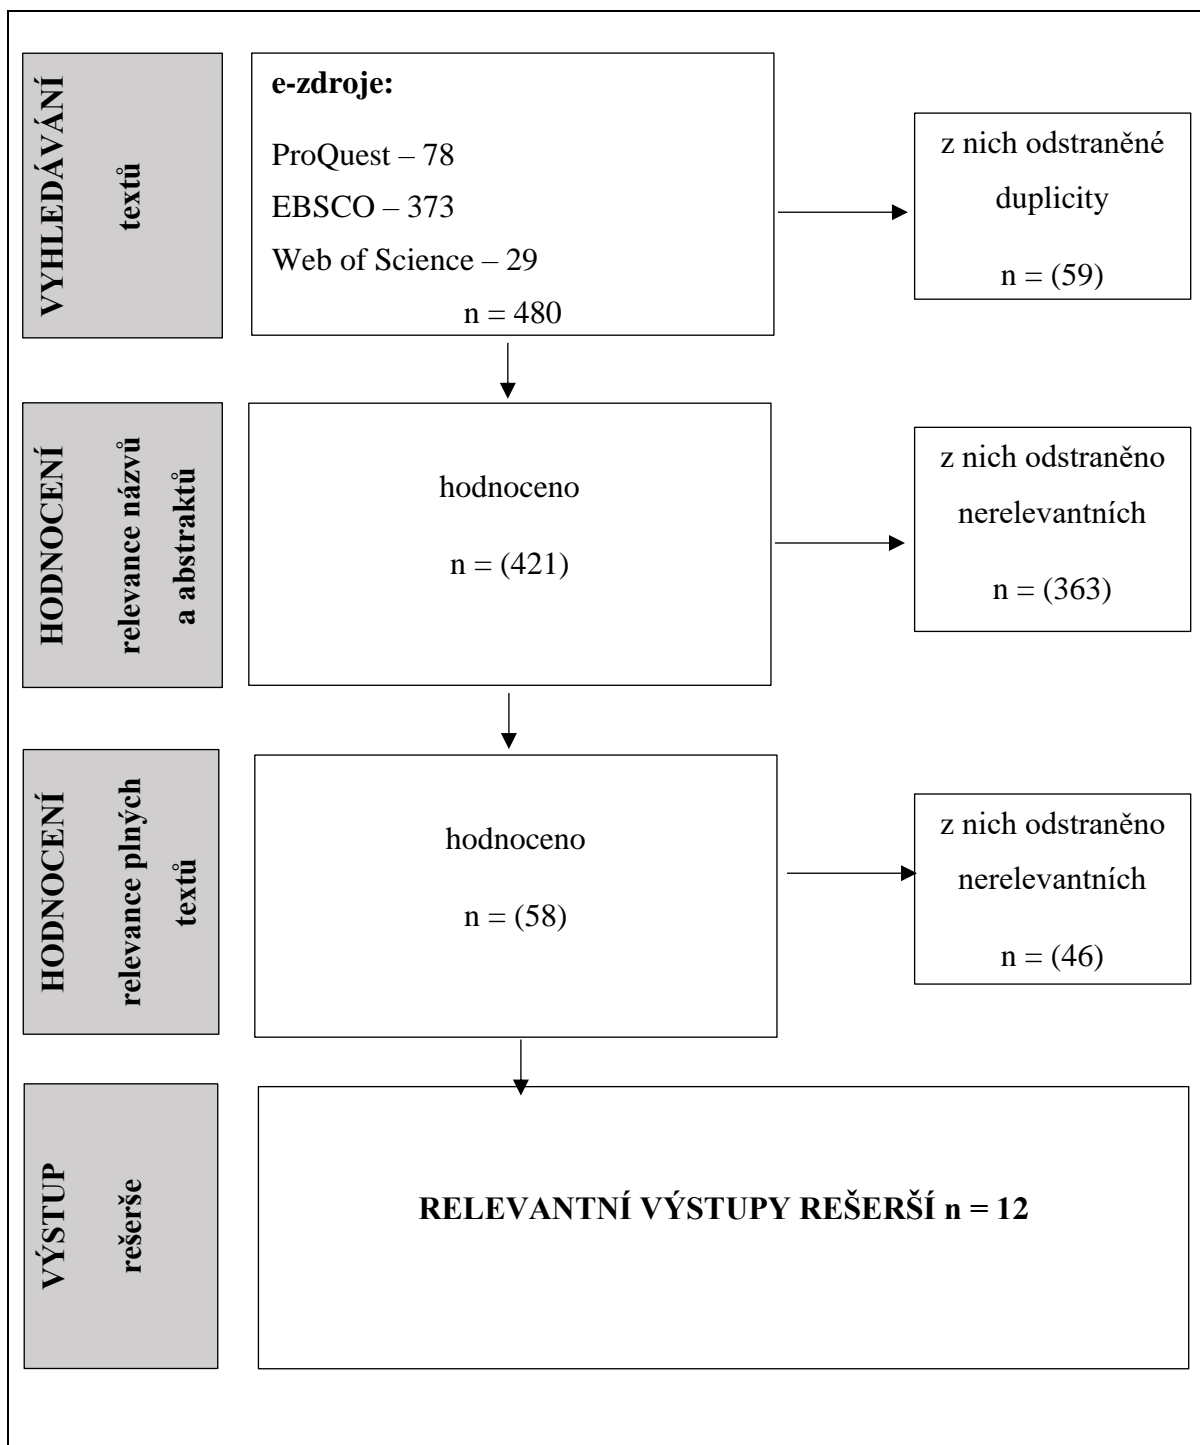 VYHLEDÁVÁNÍ
textů
e-zdroje:
ProQuest – 78
EBSCO – 373
Web of Science – 29
n = 480
z nich odstraněné
duplicity
n = (59)
HODNOCENÍ
relevance názvů
a abstraktů
hodnoceno
n = (421)
z nich odstraněno
nerelevantních
n = (363)
HODNOCENÍ
relevance plných
textů
hodnoceno
n = (58)
z nich odstraněno
nerelevantních
n = (46)
VÝSTUP
rešerše
RELEVANTNÍ VÝSTUPY REŠERŠÍ n = 12